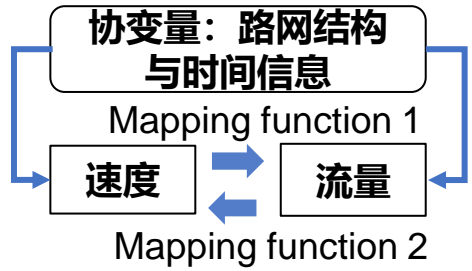 协变量：路网结构
与时间信息
Mapping function 1
速度
流量
Mapping function 2